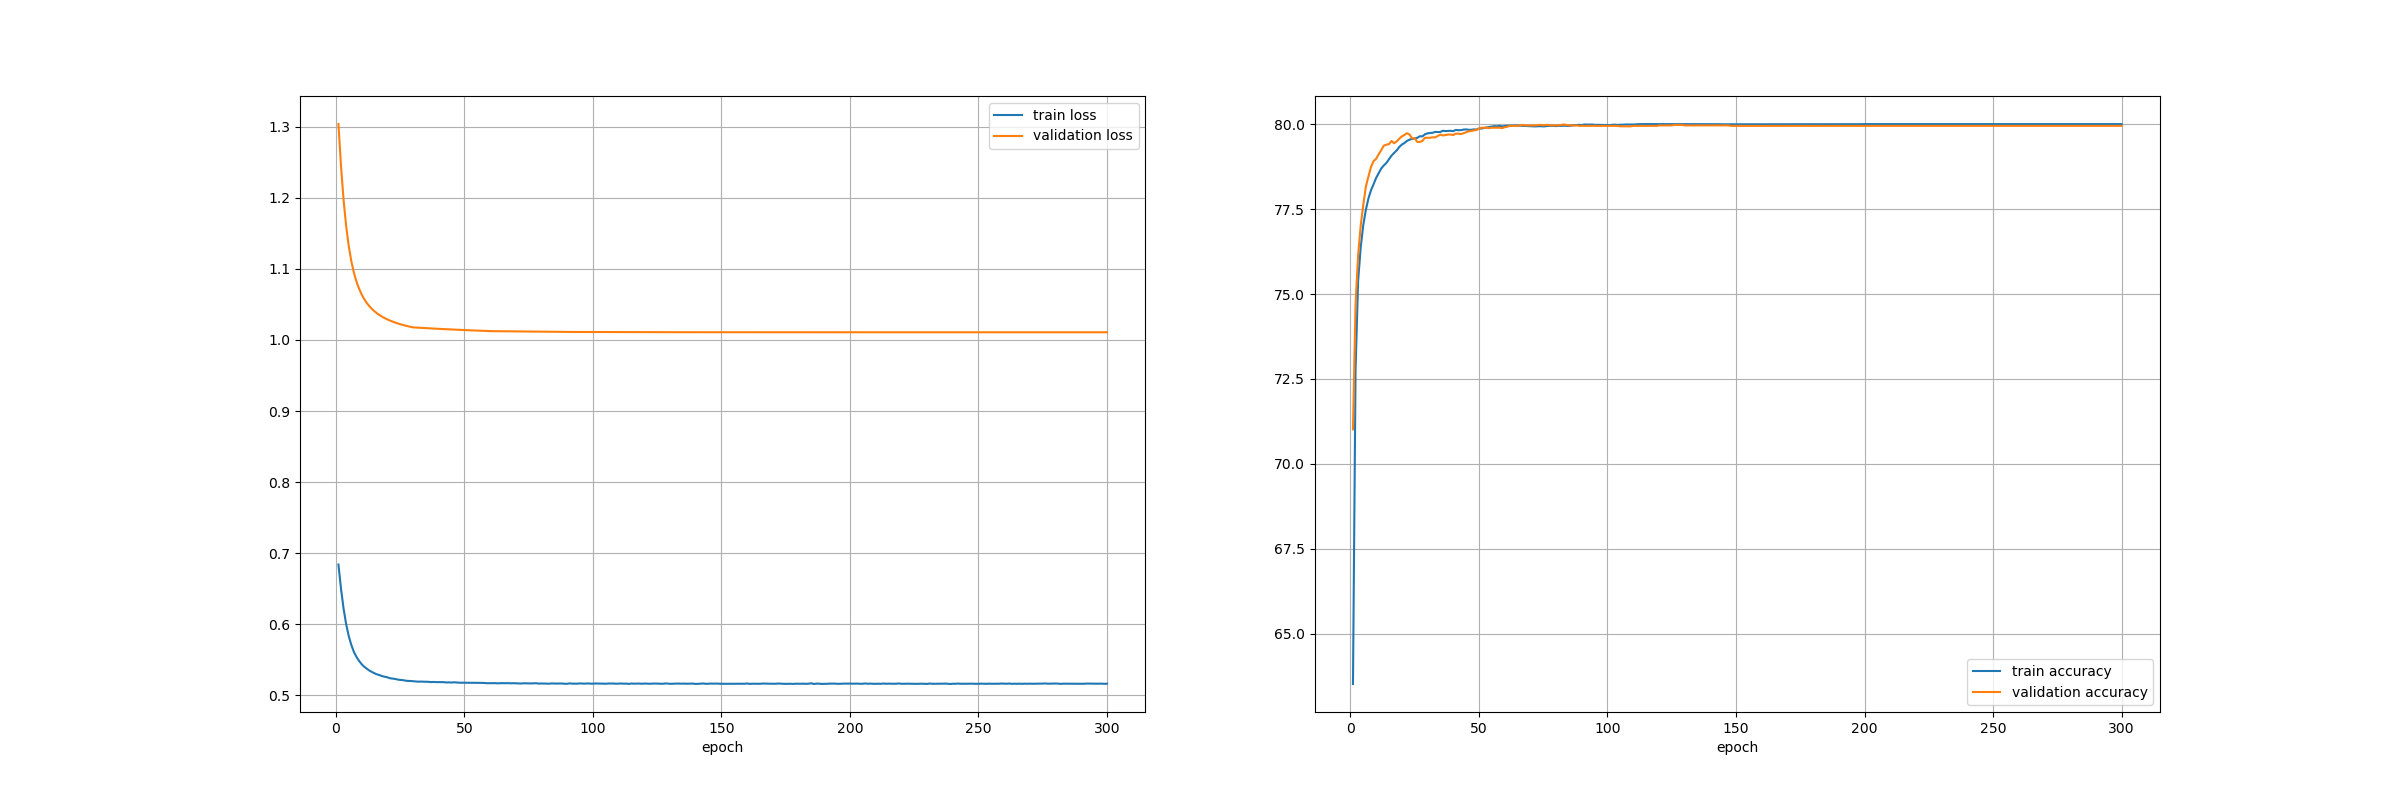 train loss
validation loss
1.3
1.2
1.1
1.0
0.9
0.8
0.7
0.6
0.5
0 50 100 150 200 250 300
epoch
80.0
77.5
75.0
72.5
70.0
67.5
65.0
train accuracy
validation accuracy
0 50 100 150 200 250 300
epoch